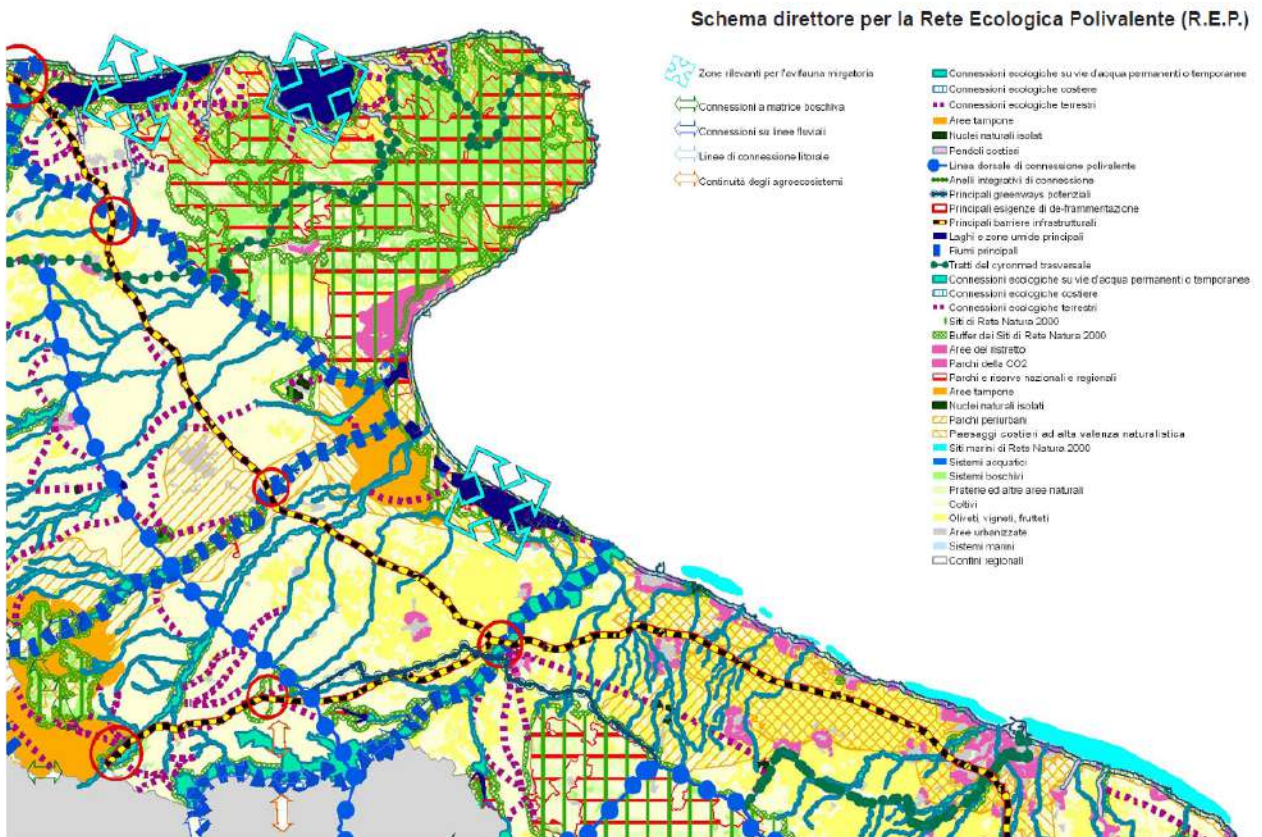 Schema direttore per la Rete Ecologica Polivalente (R.E.P.)
Zone rilevanti per l'avifauna mirgatoria
Connessioni a matrice boschiva
Connessioni su linee fluviali
Linee di connessione litorale
Continuità degli agroecosistemi
Connessioni ecologiche su vie d'acqua permanenti o temporanee
Connessioni ecologiche costiere
Connessioni ecologiche terrestri
Aree tampone
Nuclei naturali isolati
Pendoli costieri
Linea dorsale di connessione polivalente
Anelli integrativi di connessione
Principali greenways potenziali
Principali esigenze di de-frammentazione
Principali barriere infrastrutturali
Laghi e zone umide principali
Fiumi principali
Tratti del cyronmed trasversale
Connessioni ecologiche su vie d'acqua permanenti o temporanee
Connessioni ecologiche costiere
Connessioni ecologiche terrestri
Siti di Rete Natura 2000
Buffer dei Siti di Rete Natura 2000
Aree del ristretto
Parchi della CO2
Parchi e riserve nazionali e regionali
Aree tampone
Nuclei naturali isolati
Parchi periurbani
Paesaggi costieri ad alta valenza naturalistica
Siti marini di Rete Natura 2000
Sistemi acquatici
Sistemi boschivi
Praterie ed altre aree naturali
Coltivi
Oliveti, vigneti, frutteti
Aree urbanizzate
Sistemi marini
Confini regionali